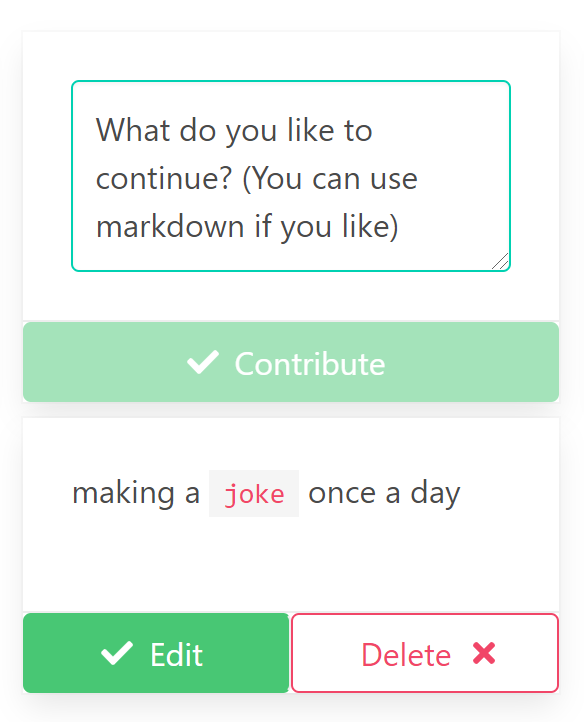 What do you like to
continue? (You can use
markdown if you like)
Contribute
making a joke once a day
Edit
Delete